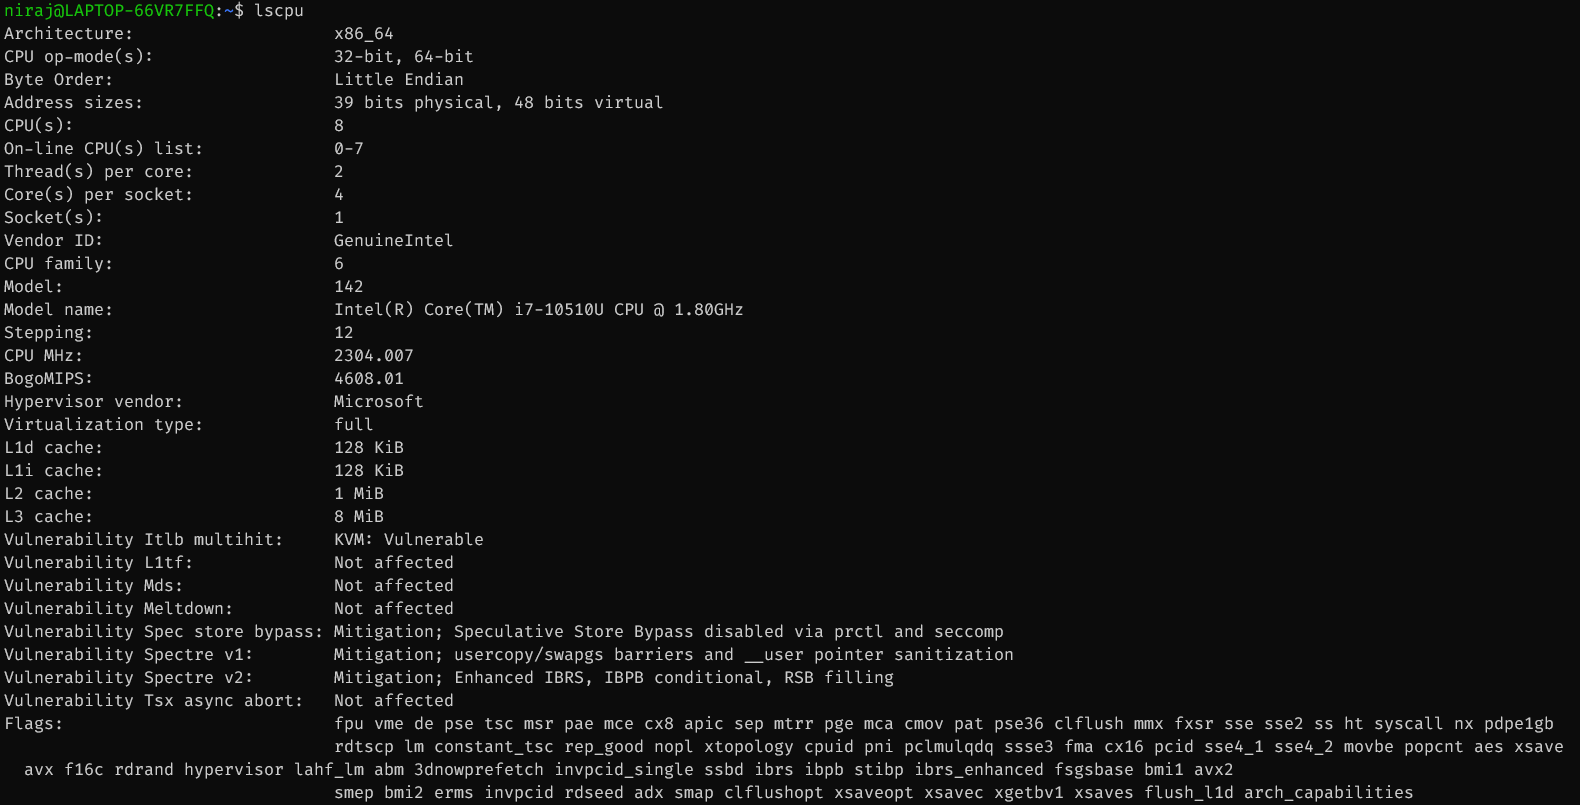 niraj@LAPTOP-66VR7FFQ:~$ lscpu
Architecture: x86_64
CPU op-mode(s): 32-bit, 64-bit
Byte Order: Little Endian
Address sizes: 39 bits physical, 48 bits virtual
CPU(s): 8
On-line CPU(s) list: 0-7
Thread(s) per core: 2
Core(s) per socket: 4
Socket(s): 1
Vendor ID: GenuineIntel
CPU family: 6
Model: 142
Model name: Intel(R) Core(TM) i7-10510U CPU @ 1.80GHz
Stepping: 12
CPU MHz: 2304.007
BogoMIPS: 4608.01
Hypervisor vendor: Microsoft
Virtualization type: full
L1d cache: 128 KiB
L1i cache: 128 KiB
L2 cache: 1 MiB
L3 cache: 8 MiB
Vulnerability Itlb multihit: KVM: Vulnerable
Vulnerability L1tf: Not affected
Vulnerability Mds: Not affected
Vulnerability Meltdown: Not affected
Vulnerability Spec store bypass: Mitigation; Speculative Store Bypass disabled via prctl and seccomp
Vulnerability Spectre v1: Mitigation; usercopy/swapgs barriers and __user pointer sanitization
Vulnerability Spectre v2: Mitigation; Enhanced IBRS, IBPB conditional, RSB filling
Vulnerability Tsx async abort: Not affected
Flags: fpu vme de pse tsc msr pae mce cx8 apic sep mtrr pge mca cmov pat pse36 clflush mmx fxsr sse sse2 ss ht syscall nx pdpe1gb
rdtscp lm constant_tsc rep_good nopl xtopology cpuid pni pclmulqdq ssse3 fma cx16 pcid sse4_1 sse4_2 movbe popcnt aes xsave
avx f16c rdrand hypervisor lahf_lm abm 3dnowprefetch invpcid_single ssbd ibrs ibpb stibp ibrs_enhanced fsgsbase bmi1 avx2
smep bmi2 erms invpcid rdseed adx smap clflushopt xsaveopt xsavec xgetbv1 xsaves flush_l1d arch_capabilities